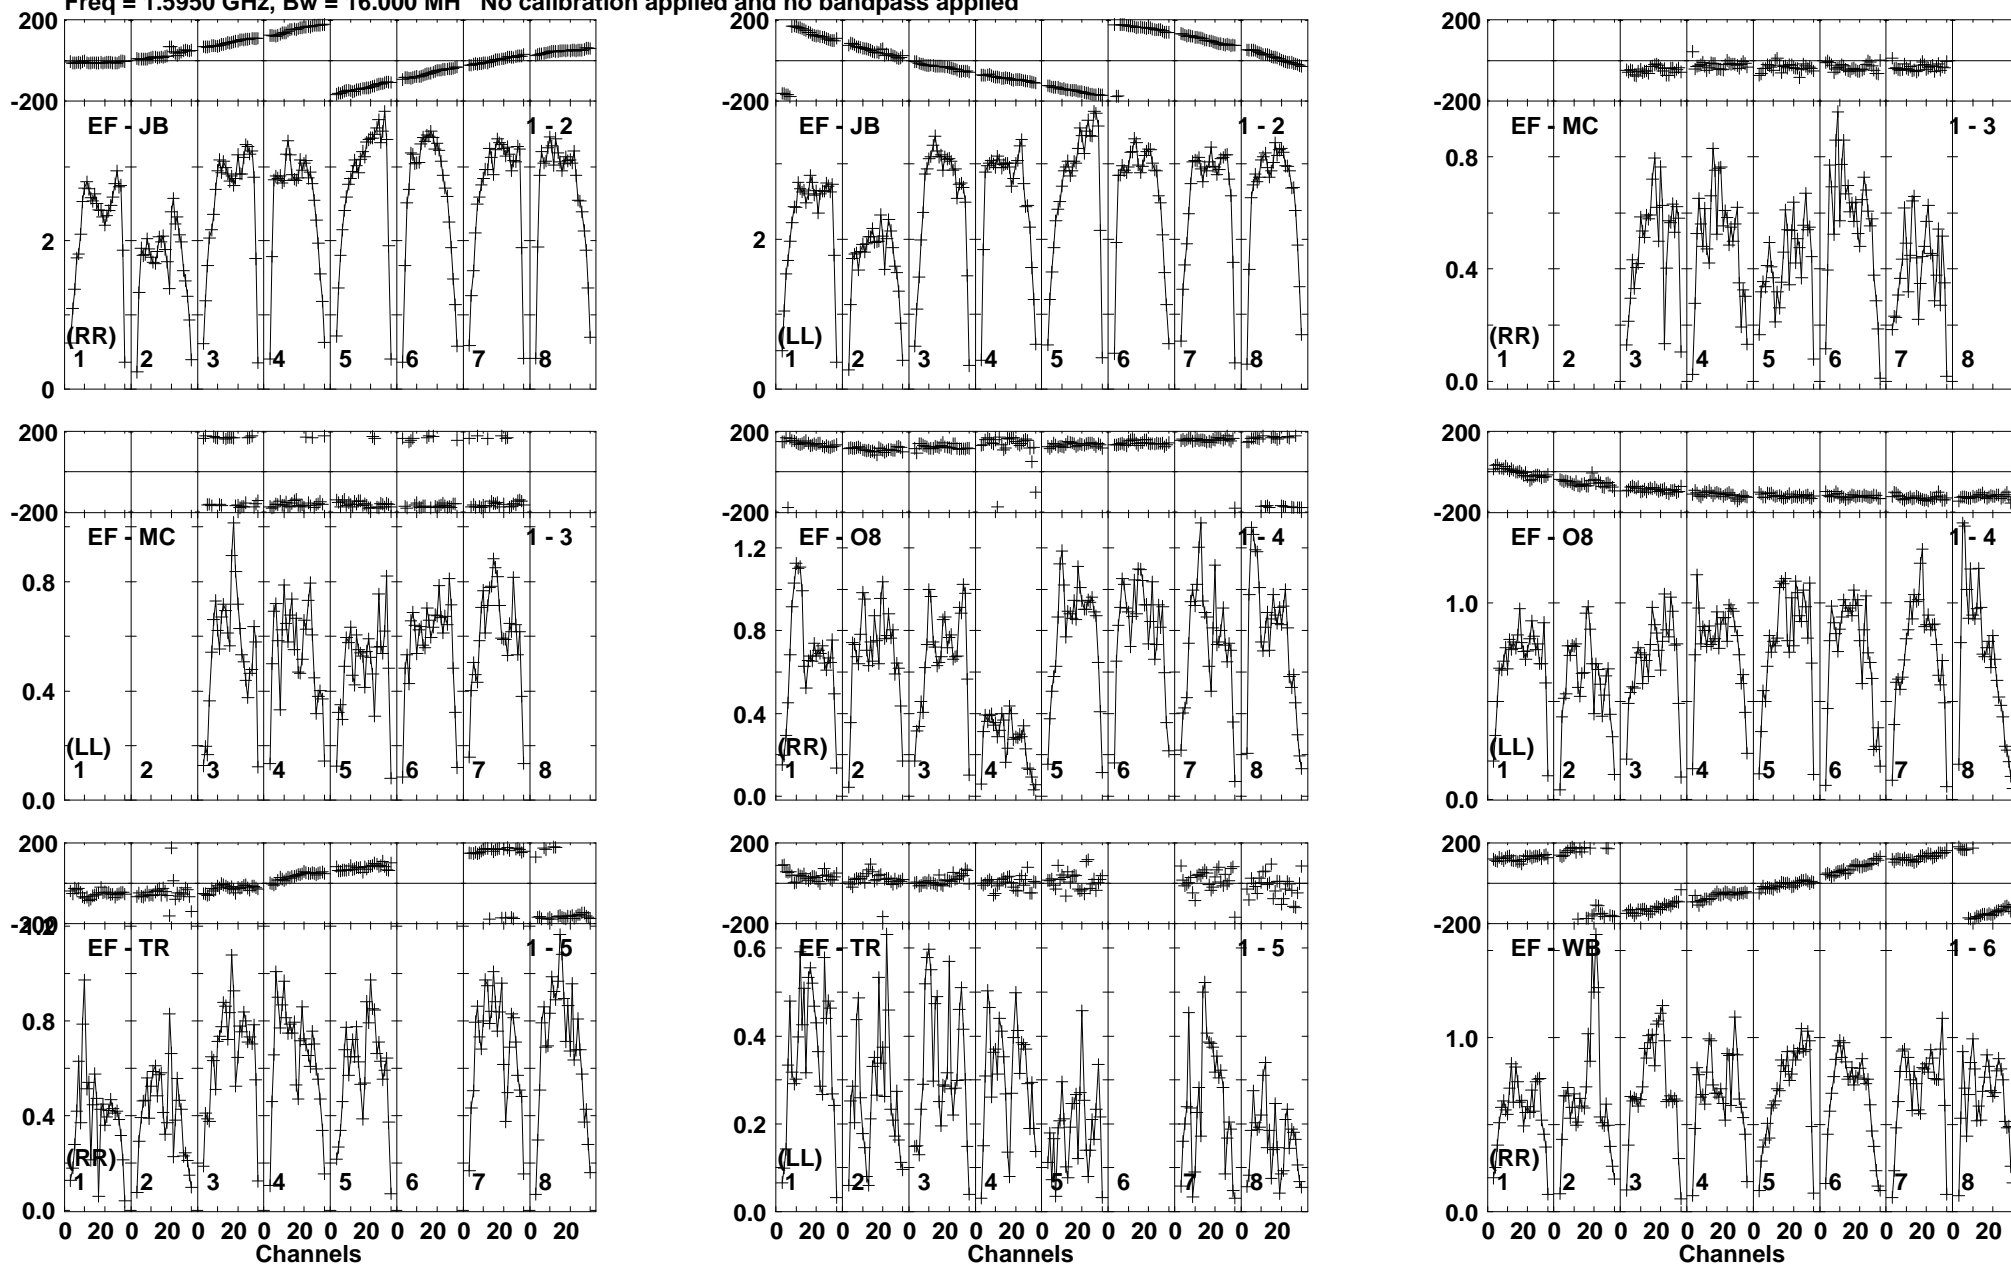 Freq = 1.5950 GHz, Bw = 16.000 MH No calibration applied and no bandpass applied
200 200 200
-200 -200 -200
EF - JB 1 - 2 EF - JB 1 - 2 EF - MC 1 - 3
0.8
2 2
0.4
(RR) (LL) (RR)
1 2 3 4 5 6 7 8 1 2 3 4 5 6 7 8 1 2 3 4 5 6 7 8
0 0 0.0
200 200 200
-200 -200 -200
EF - MC 1 - 3 EF - O8 1 - 4 EF - O8 1 - 4
1.2
0.8 1.0
0.8
0.4 0.4
(LL) (RR) (LL)
1 2 3 4 5 6 7 8 1 2 3 4 5 6 7 8 1 2 3 4 5 6 7 8
0.0 0.0 0.0
200 200 200
-200 -200 -200
1.2
EF - TR 1 - 5 EF - TR 1 - 5 EF - WB 1 - 6
0.6
0.8 0.4 1.0
0.4 0.2
(RR) (LL) (RR)
1 2 3 4 5 6 7 8 1 2 3 4 5 6 7 8 1 2 3 4 5 6 7 8
0.0 0.0 0.0
0 20 0 20 0 20 0 20 0 20 0 20 0 20 0 20 0 20 0 20 0 20 0 20 0 20 0 20 0 20 0 20 0 20 0 20 0 20 0 20 0 20 0 20 0 20 0 20
Channels Channels Channels